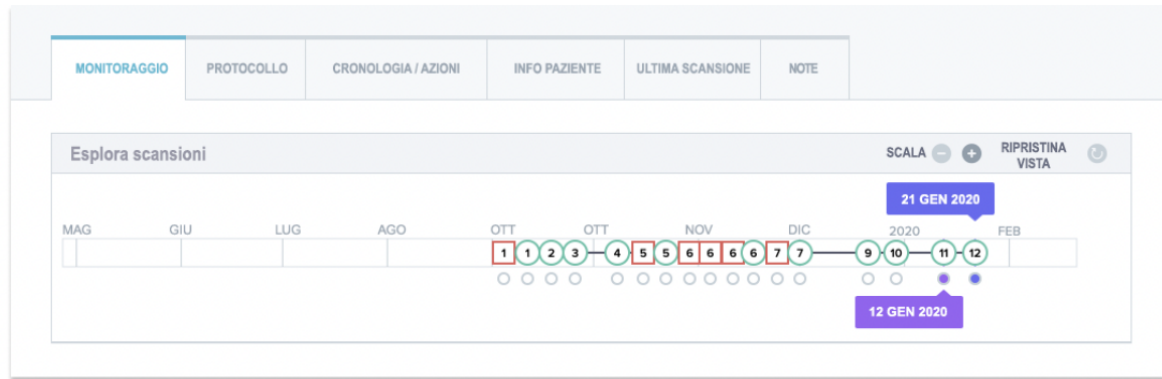 MONITORAGGIO PROTOCOLLO CRONOLOGIA / AZIONI INFO PAZIENTE ULTIMA SCANSIONE NOTE
Esplora scansioni SCALA RIPRISTINA VISTA
21 GEN 2020
MAG GIU LUG AGO OTT OTT NOV DIC 2020 FEB
1 1 2 3 4 5 5 6 6 6 6 7 7 9 10 11 12
12 GEN 2020